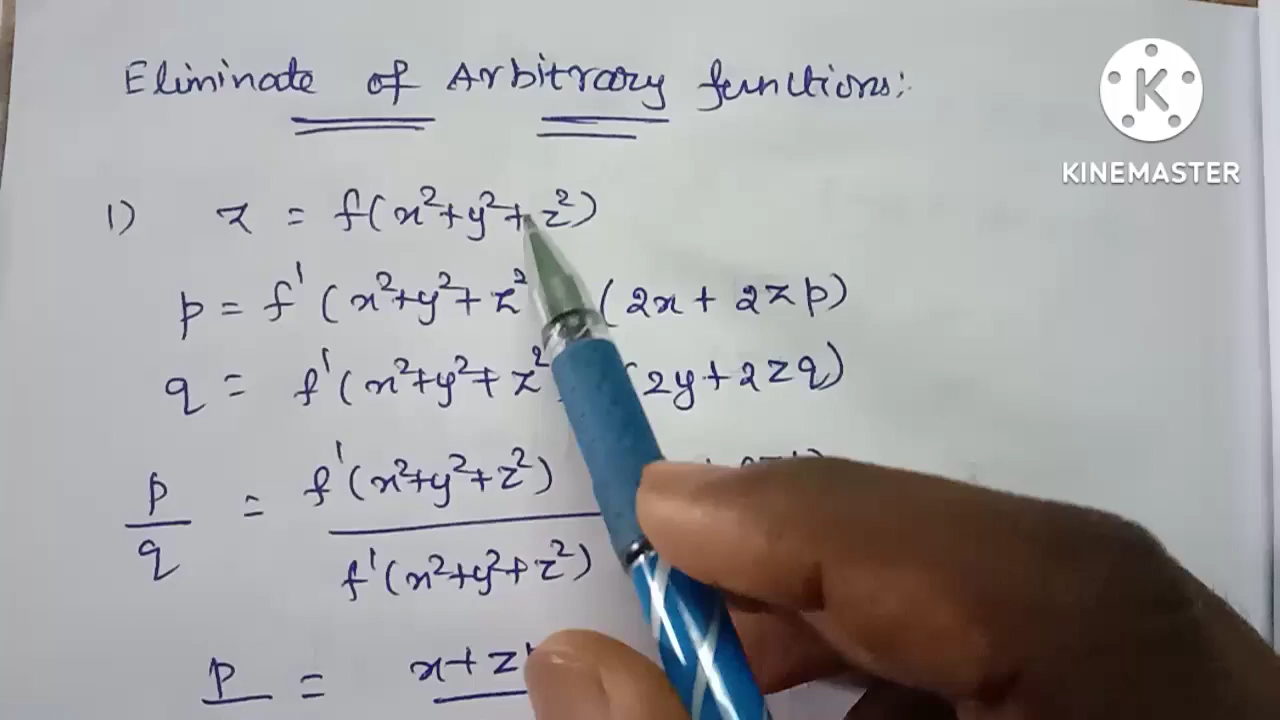 Eliminate of Arbitrary functions:
K
KINEMASTER
1) z = f(x²+y²+z²)
p = f'(x²+y²+z² (2x + 2zp)
q = f'(x²+y²+z² 2y+2zq)
p/q = f'(x²+y²+z²) / f'(x²+y²+z²)
p = x+z